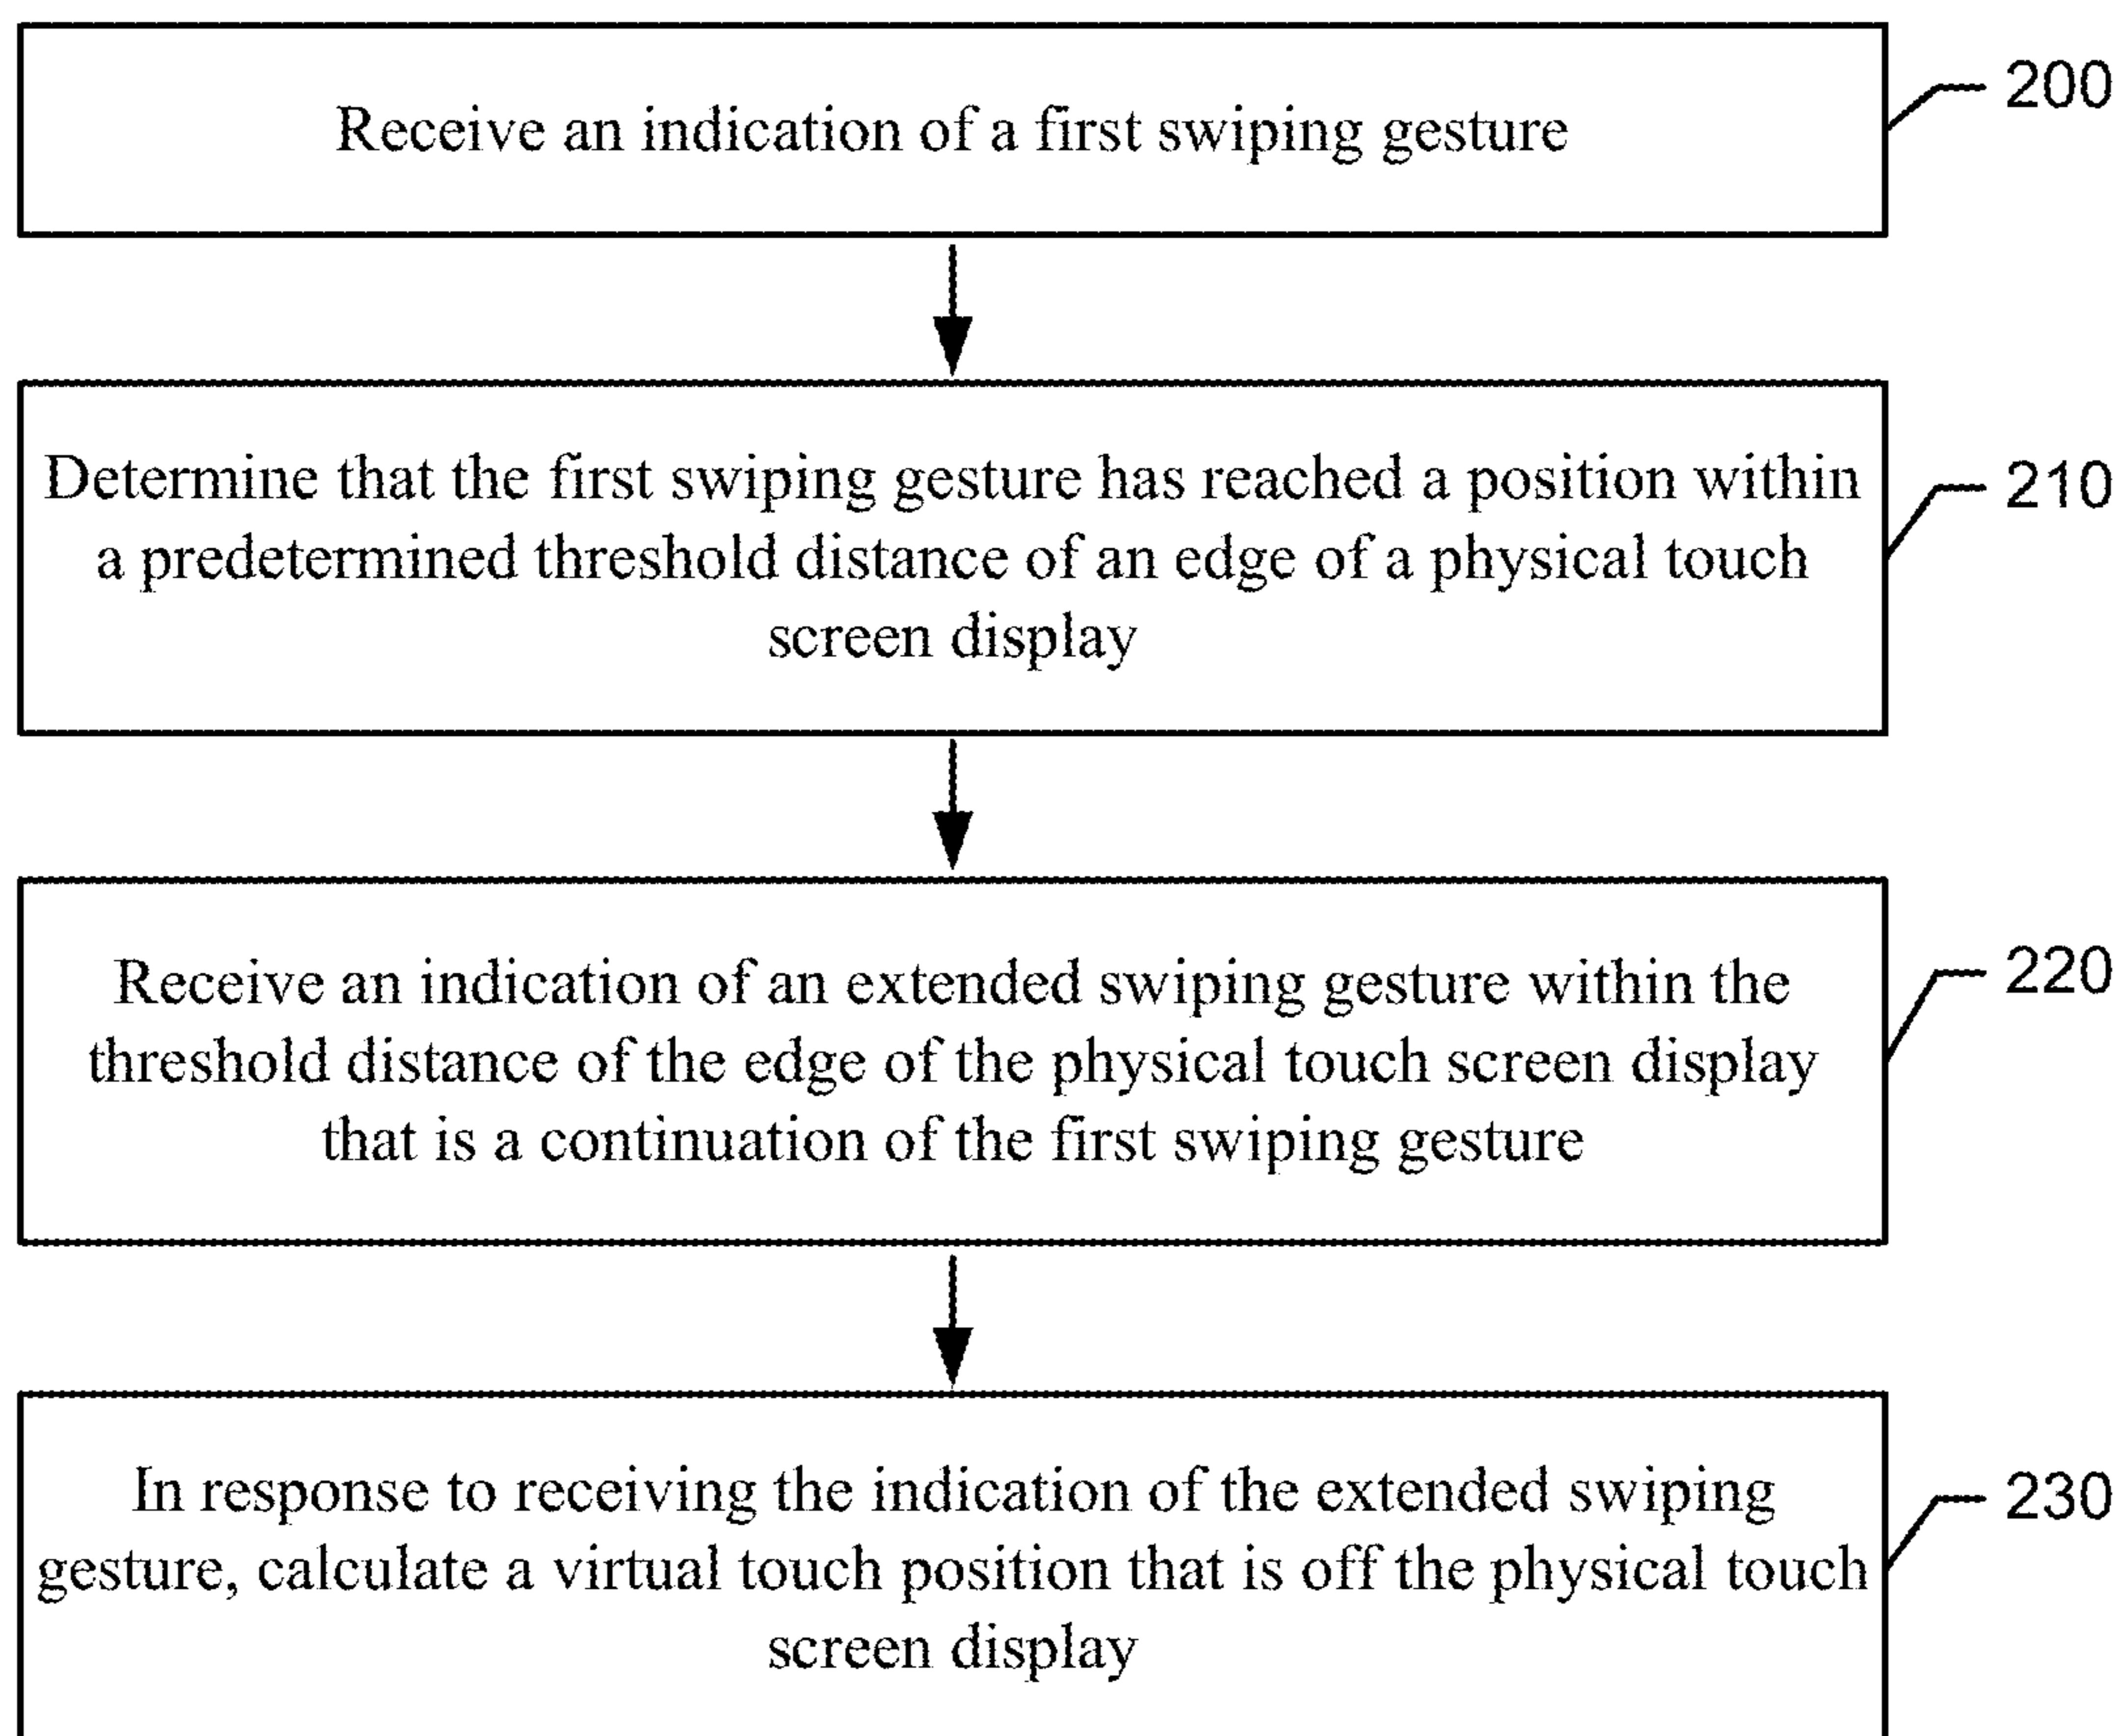 Receive an indication of a first swiping gesture
200
Determine that the first swiping gesture has reached a position within
a predetermined threshold distance of an edge of a physical touch
screen display
210
Receive an indication of an extended swiping gesture within the
threshold distance of the edge of the physical touch screen display
that is a continuation of the first swiping gesture
220
In response to receiving the indication of the extended swiping
gesture, calculate a virtual touch position that is off the physical touch
screen display
230